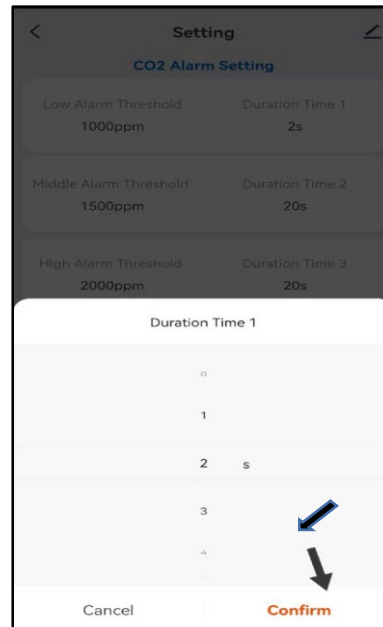 Setting
CO2 Alarm Setting
Low Alarm Threshold Duration Time 1
1000ppm 2s
Middle Alarm Threshold Duration Time 2
1500ppm 20s
High Alarm Threshold Duration Time 3
2000ppm 20s
Duration Time 1
0
1
2 s
3
4
Cancel Confirm